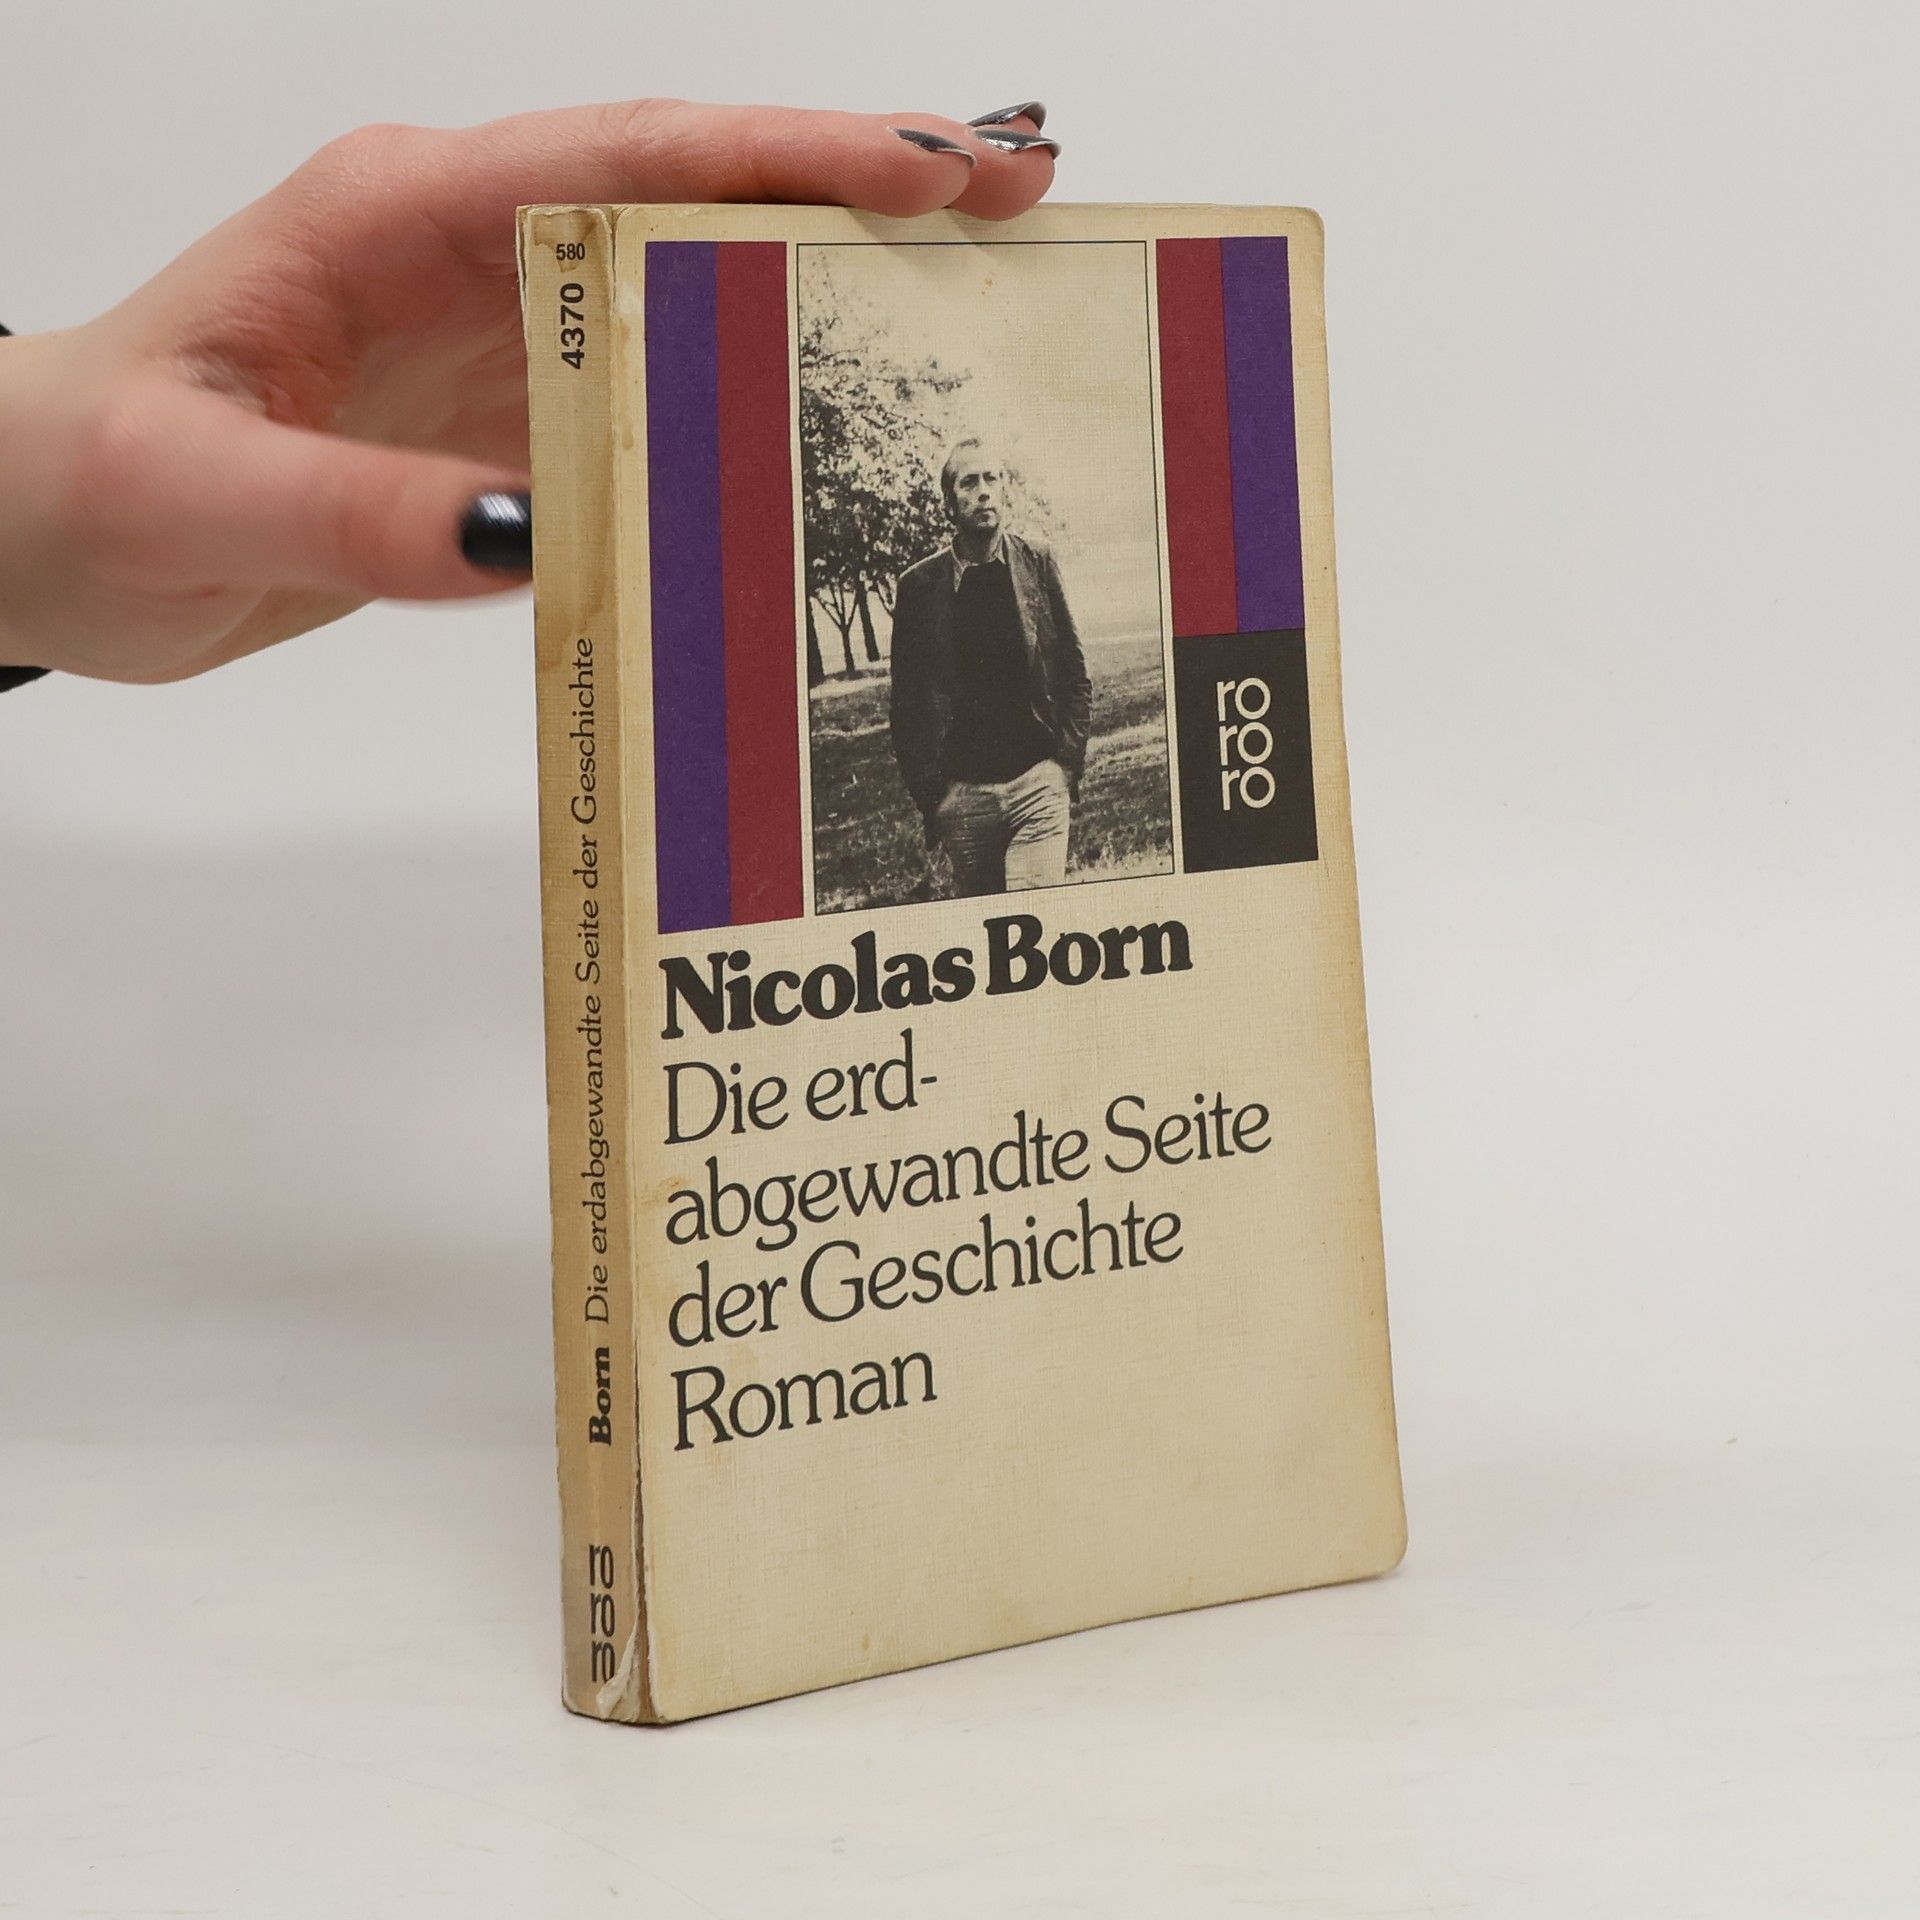 580
4370
Born Die erdabgewandte Seite der Geschichte
ro
ro
ro
ro
ro
ro
Nicolas Born
Die erd-
abgewandte Seite
der Geschichte
Roman